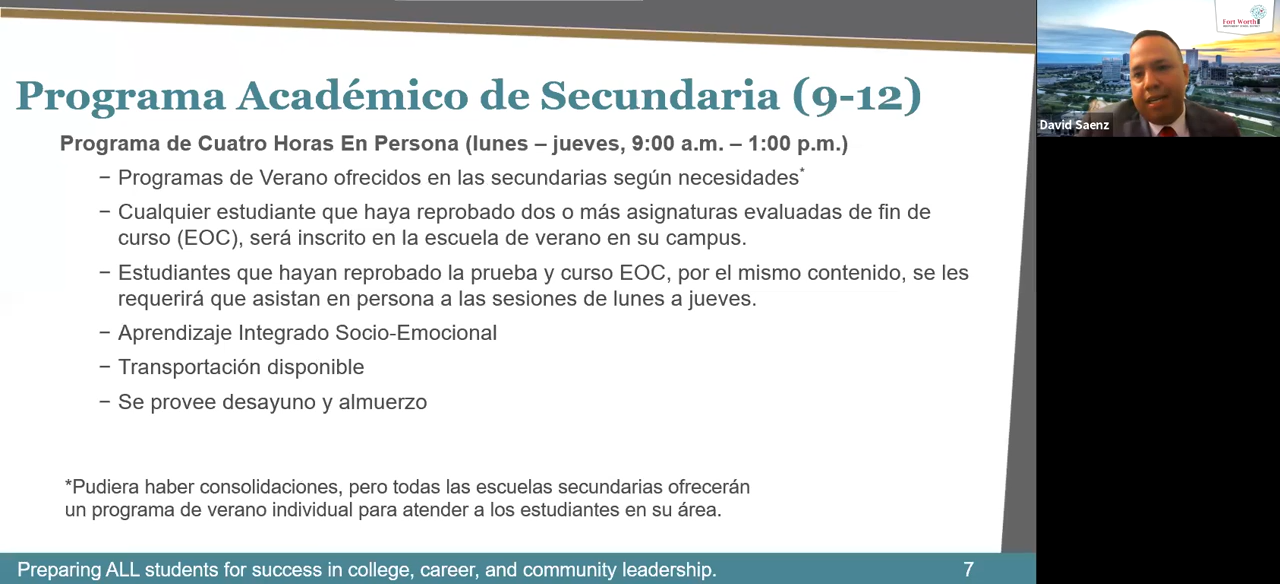 Programa Académico de Secundaria (9-12)
Programa de Cuatro Horas En Persona (lunes – jueves, 9:00 a.m. – 1:00 p.m.)
− Programas de Verano ofrecidos en las secundarias según necesidades*
− Cualquier estudiante que haya reprobado dos o más asignaturas evaluadas de fin de
curso (EOC), será inscrito en la escuela de verano en su campus.
− Estudiantes que hayan reprobado la prueba y curso EOC, por el mismo contenido, se les
requerirá que asistan en persona a las sesiones de lunes a jueves.
− Aprendizaje Integrado Socio-Emocional
− Transportación disponible
− Se provee desayuno y almuerzo
*Pudiera haber consolidaciones, pero todas las escuelas secundarias ofrecerán
un programa de verano individual para atender a los estudiantes en su área.
Preparing ALL students for success in college, career, and community leadership.
7
Fort Worth
David Saenz